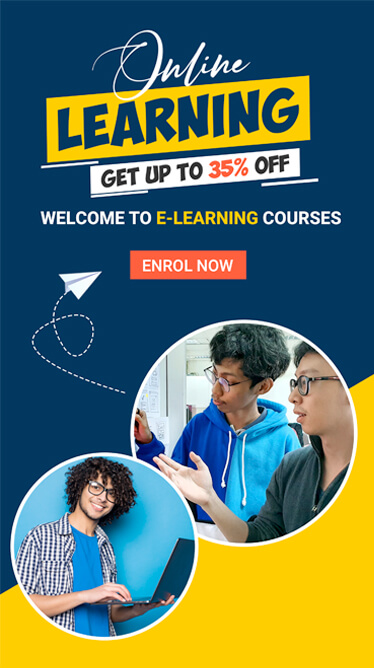 Online
LEARNING
GET UP TO 35% OFF
WELCOME TO E-LEARNING COURSES
ENROL NOW